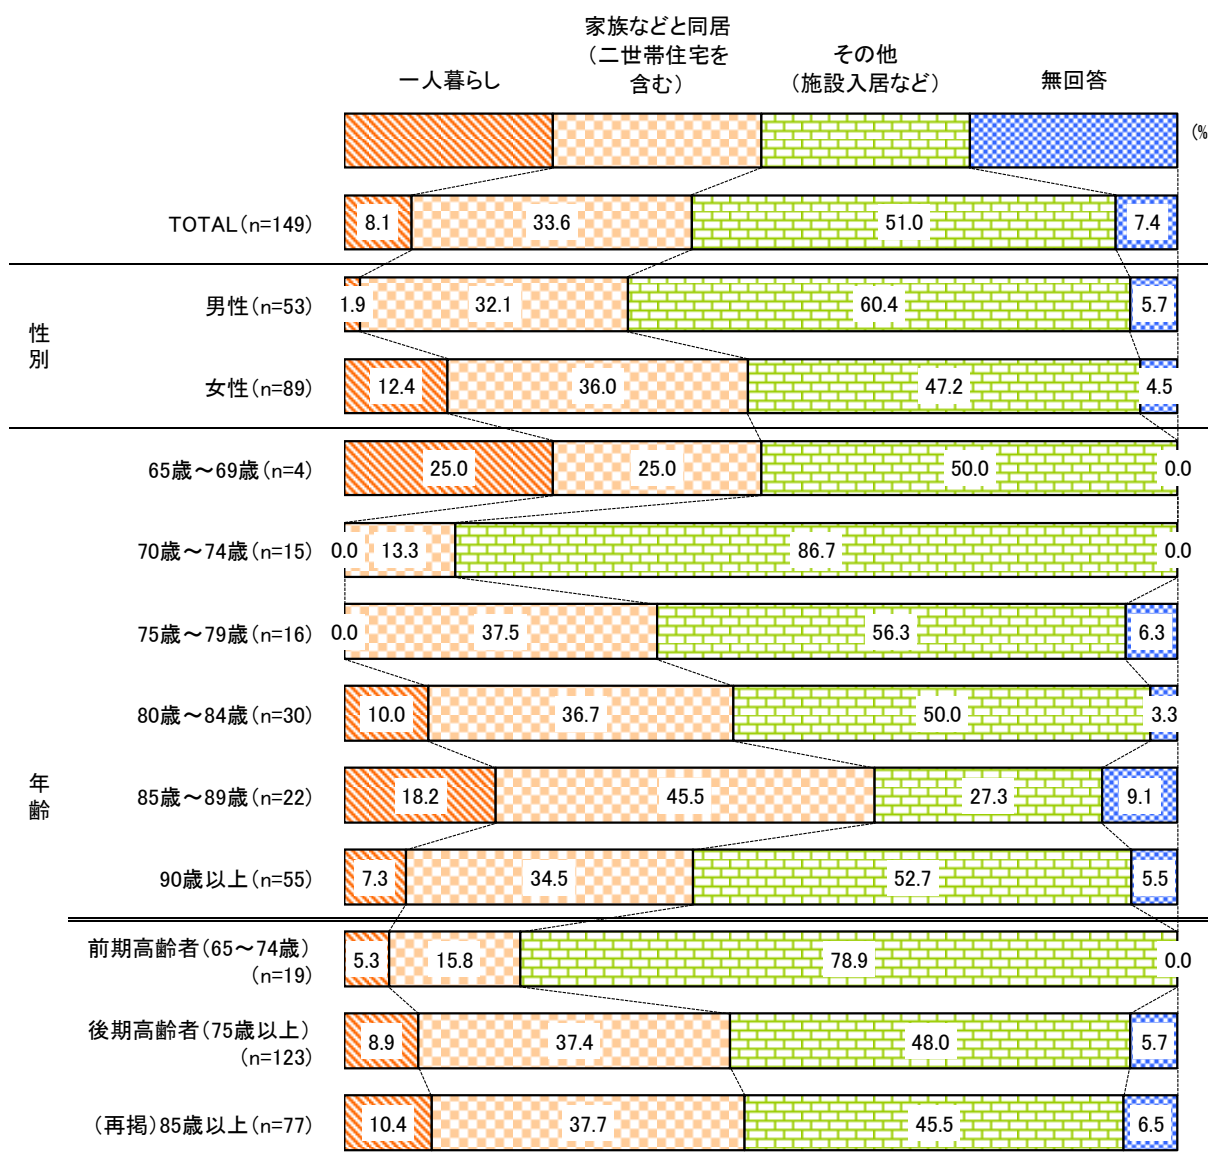 家族などと同居
（二世帯住宅を
含む）
その他
（施設入居など）
一人暮らし
無回答
(%
TOTAL(n=149)
8.1 33.6 51.0 7.4
性別
男性(n=53)
1.9 32.1 60.4 5.7
女性(n=89)
12.4 36.0 47.2 4.5
年齢
65歳～69歳(n=4)
25.0 25.0 50.0 0.0
70歳～74歳(n=15)
0.0 13.3 86.7 0.0
75歳～79歳(n=16)
0.0 37.5 56.3 6.3
80歳～84歳(n=30)
10.0 36.7 50.0 3.3
85歳～89歳(n=22)
18.2 45.5 27.3 9.1
90歳以上(n=55)
7.3 34.5 52.7 5.5
前期高齢者(65～74歳)
(n=19)
5.3 15.8 78.9 0.0
後期高齢者(75歳以上)
(n=123)
8.9 37.4 48.0 5.7
(再掲)85歳以上(n=77)
10.4 37.7 45.5 6.5